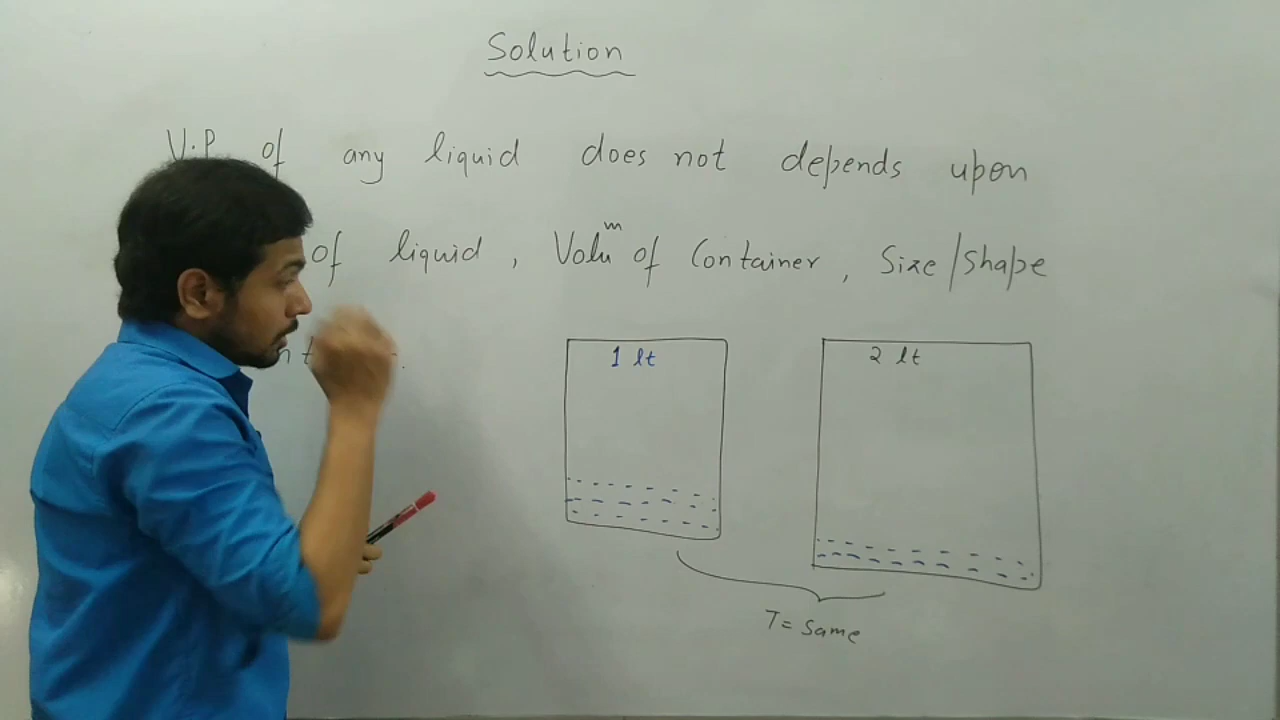 Solution
V.P of any liquid does not depends upon
of liquid, Volu^m of Container, Size/Shape
1 lt
2 lt
T= Same